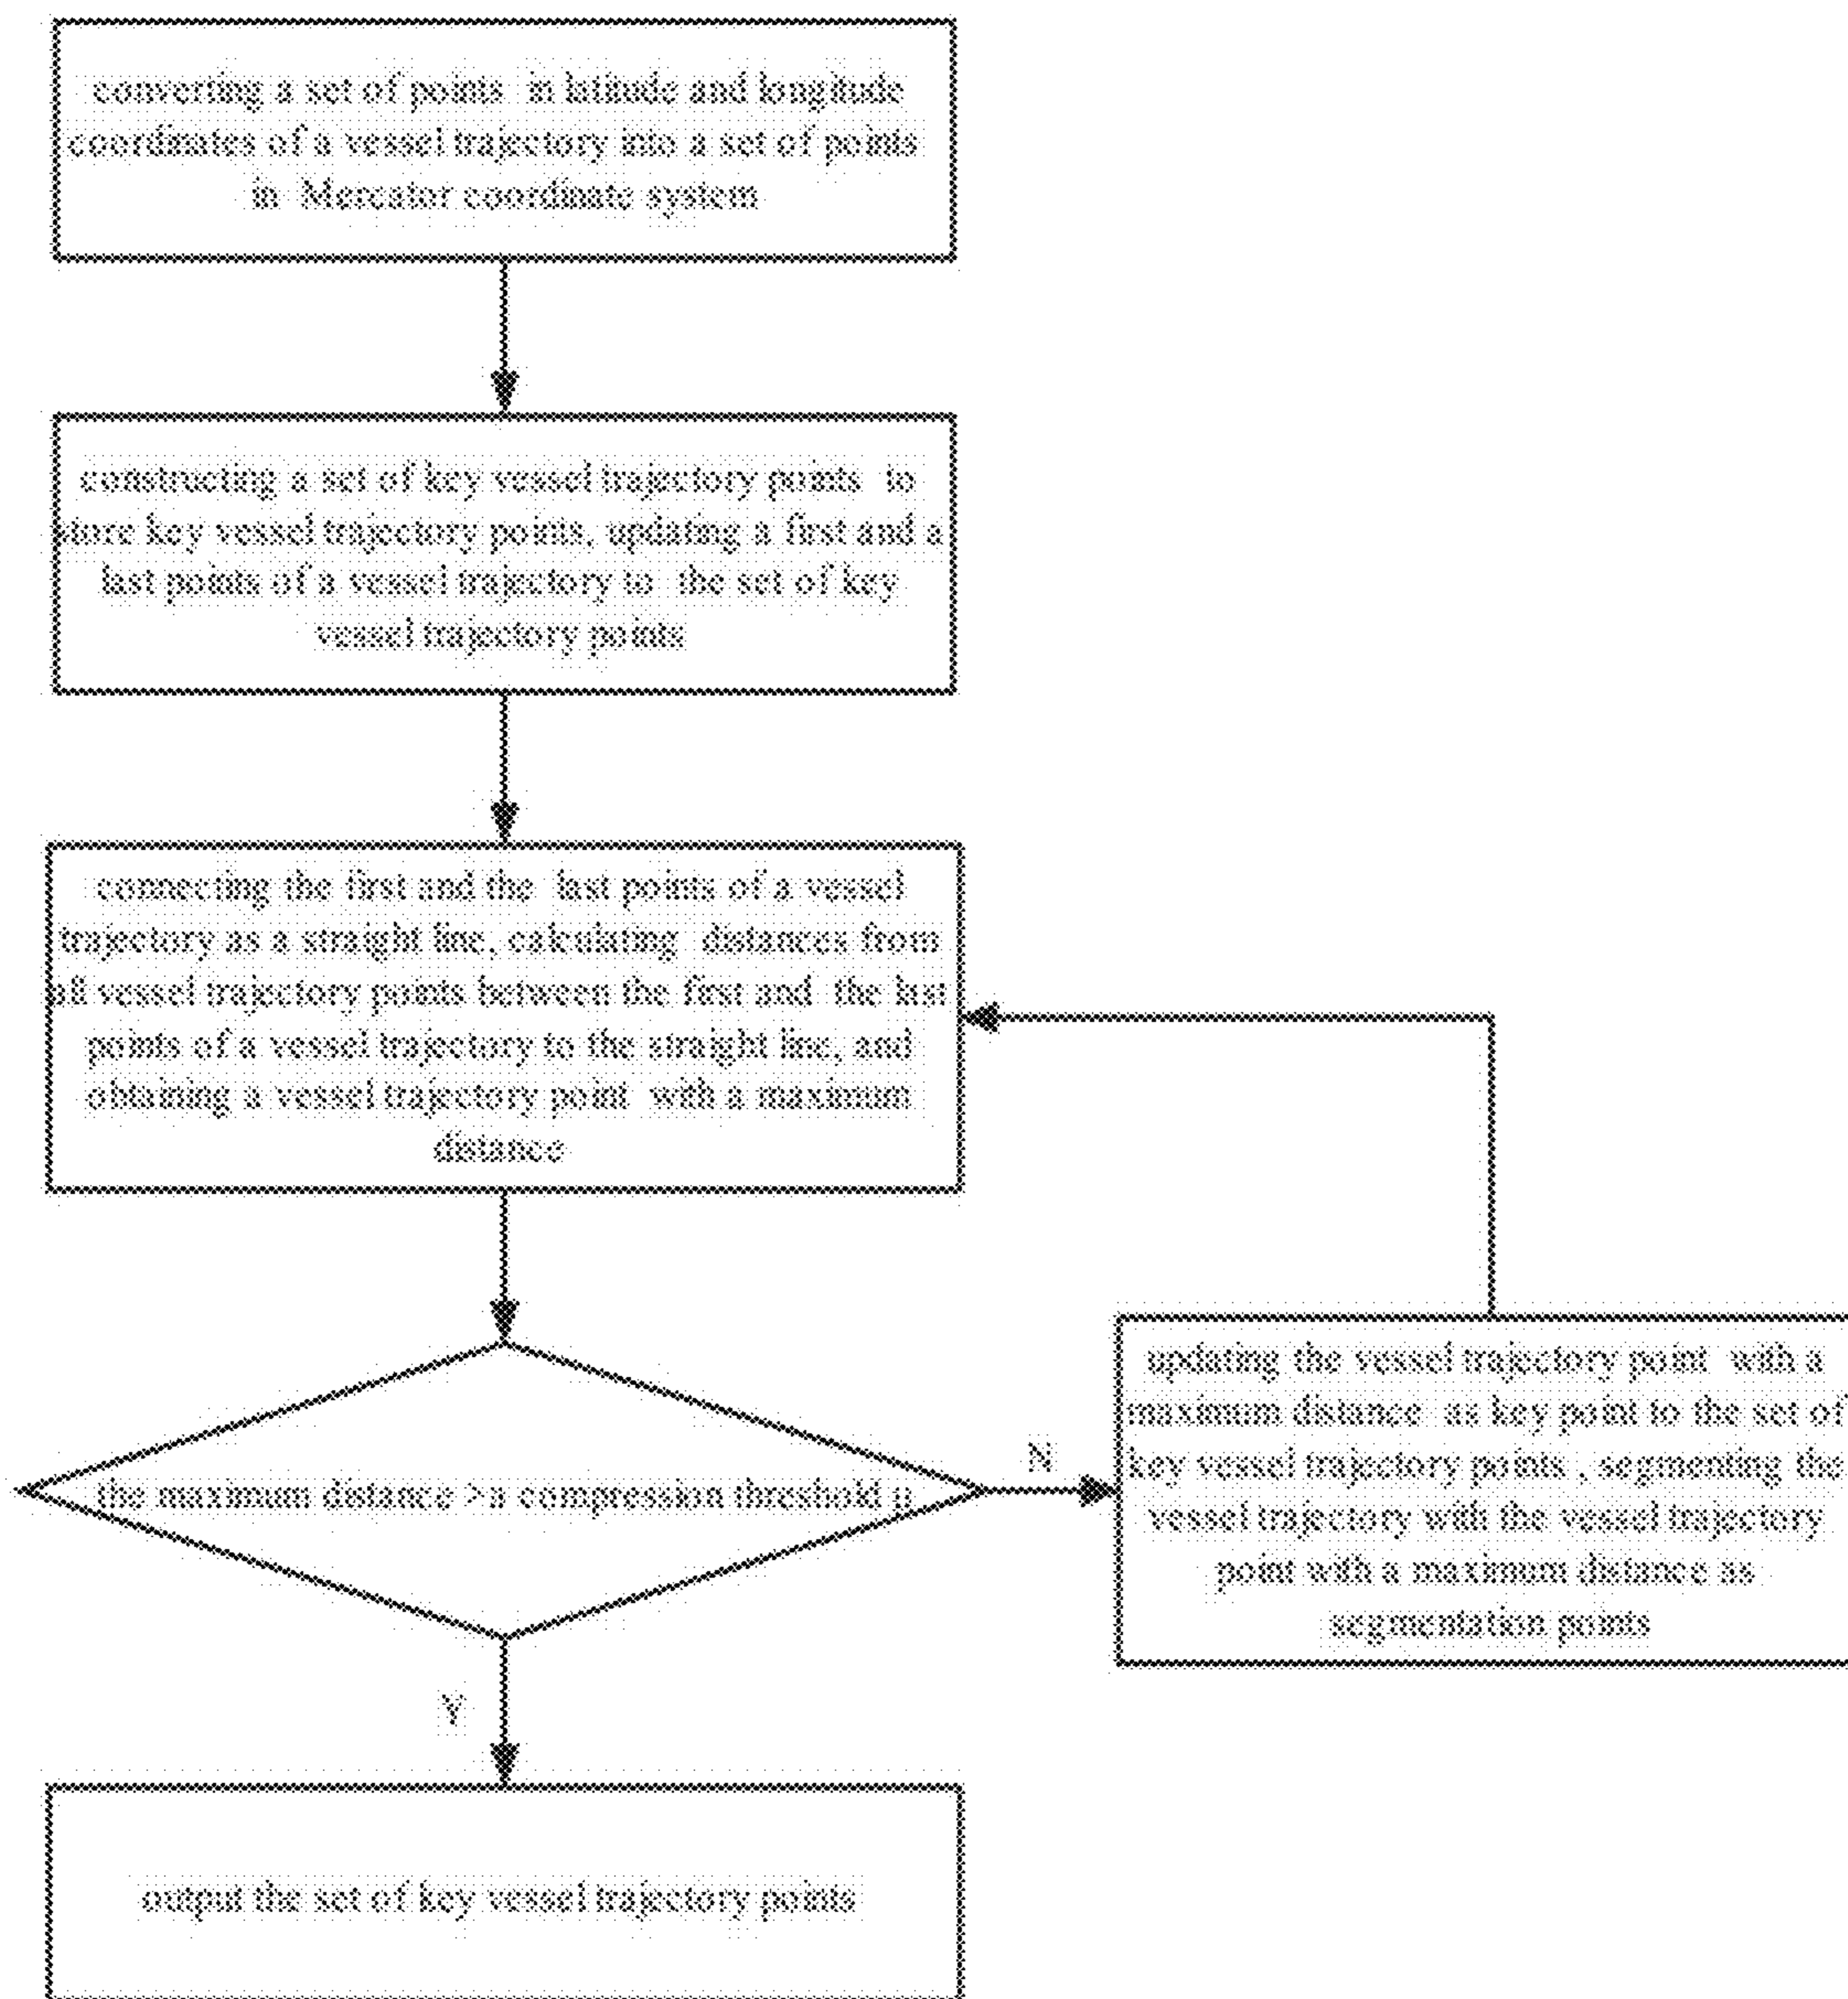 converting a set of points in latitude and longitude
coordinates of a vessel trajectory into a set of points
in Mercator coordinate system
constructing a set of key vessel trajectory points to
store key vessel trajectory points, updating a first and a
last points of a vessel trajectory to the set of key
vessel trajectory points
connecting the first and the last points of a vessel
trajectory as a straight line, calculating distances from
all vessel trajectory points between the first and the last
points of a vessel trajectory to the straight line, and
obtaining a vessel trajectory point with a maximum
distance
the maximum distance > a compression threshold μ
N
updating the vessel trajectory point with a
maximum distance as key point to the set of
key vessel trajectory points , segmenting the
vessel trajectory with the vessel trajectory
point with a maximum distance as
segmentation points
Y
output the set of key vessel trajectory points